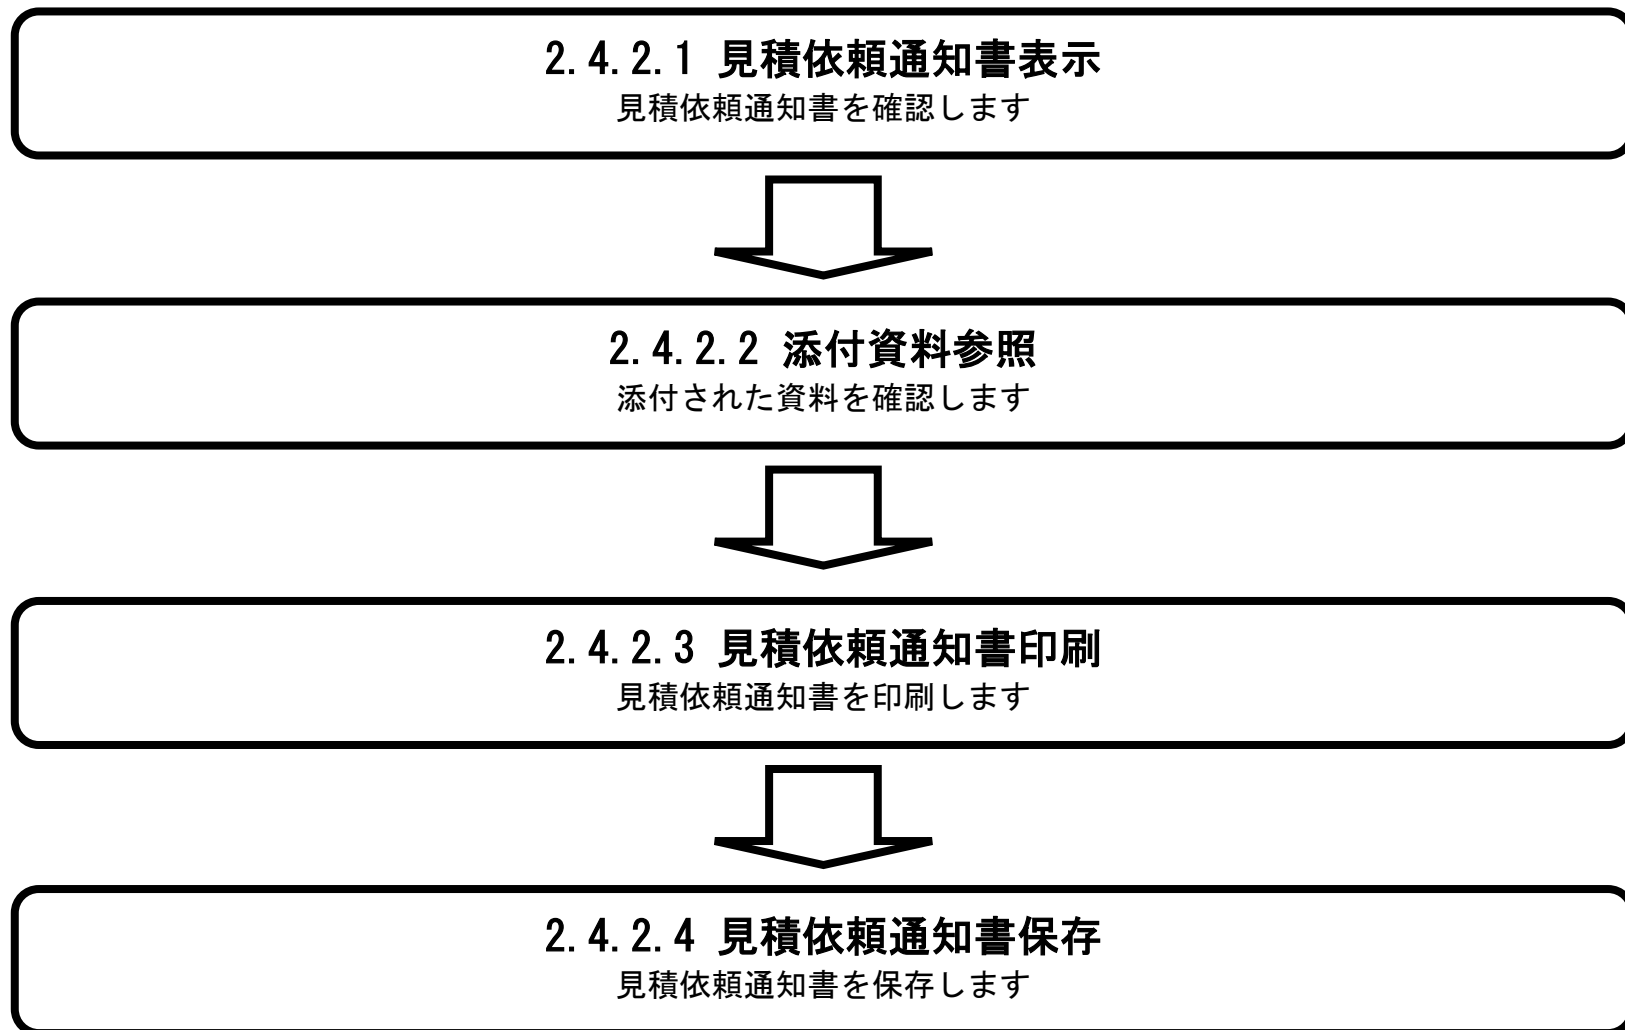 2.4.2.1 見積依頼通知書表示
見積依頼通知書を確認します
2.4.2.2 添付資料参照
添付された資料を確認します
2.4.2.3 見積依頼通知書印刷
見積依頼通知書を印刷します
2.4.2.4 見積依頼通知書保存
見積依頼通知書を保存します